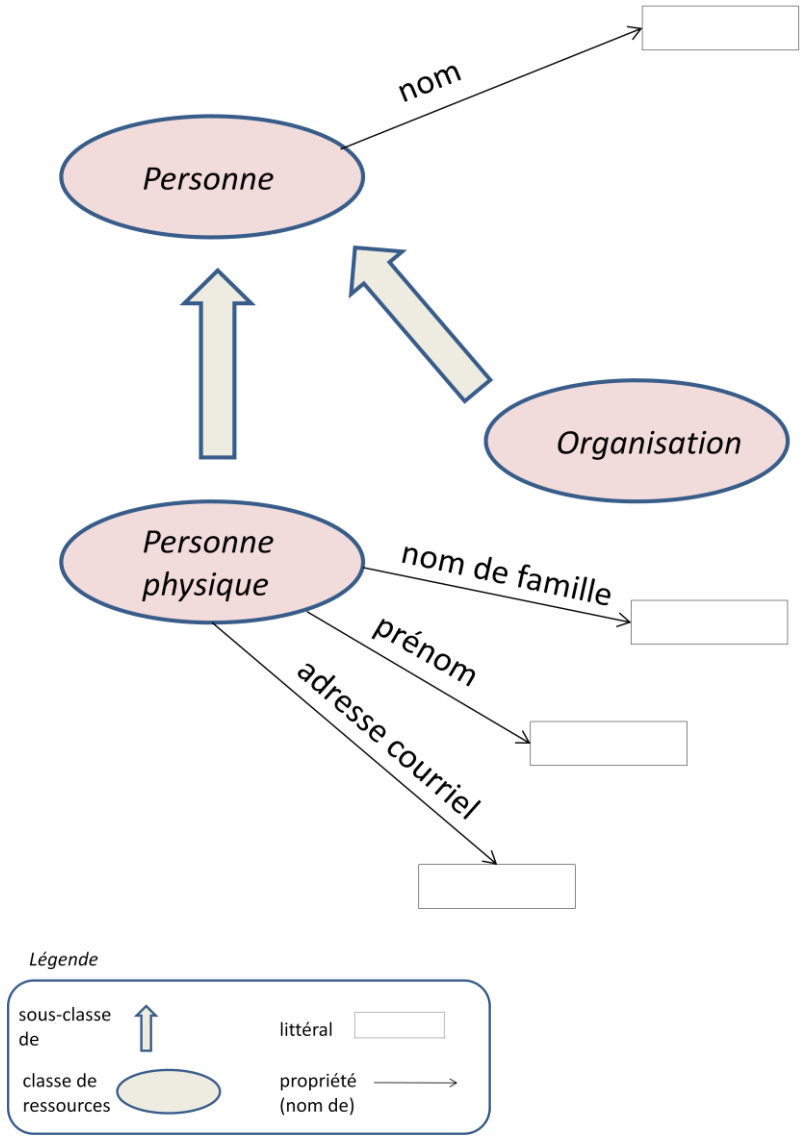 nom
Personne
Organisation
Personne
physique
nom de famille
prénom
adresse courriel
Légende
sous-classe
de
littéral
classe de
ressources
propriété
(nom de)